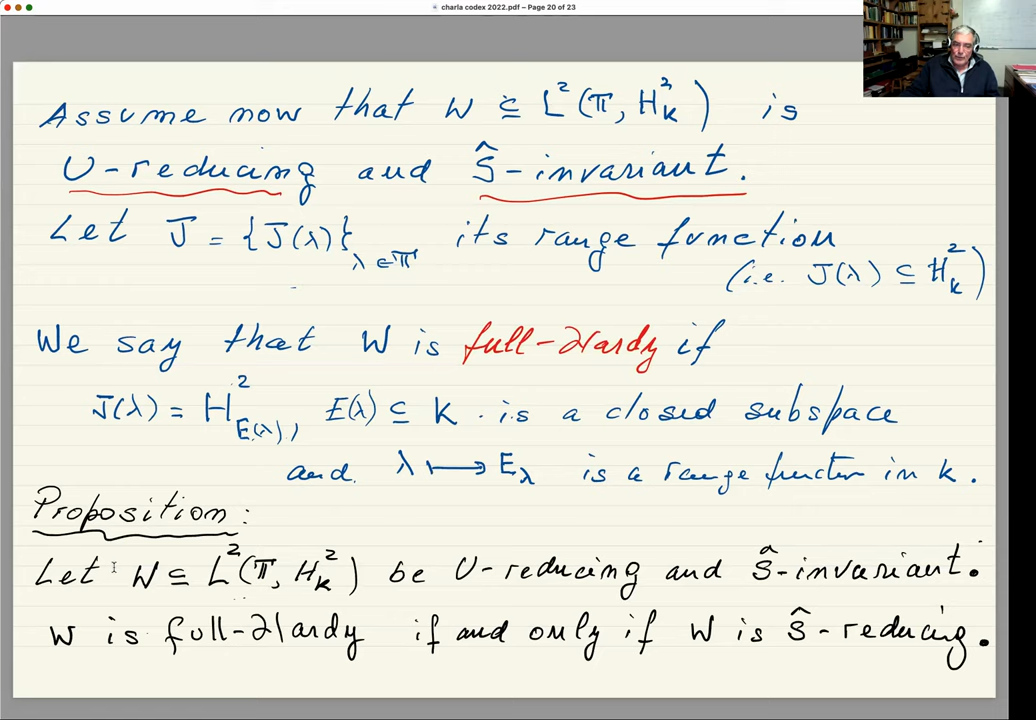 charla codex 2022.pdf – Page 20 of 23
Assume now that W ⊆ L²(𝕋, H²_K) is
U-reducing and Ŝ-invariant.
Let J = {J(λ)}_{λ∈𝕋} its range function
(i.e. J(λ) ⊆ H²_K)
We say that W is full-Hardy if
J(λ) = H²_{E(λ)}, E(λ) ⊆ K is a closed subspace
and λ ⟼ E_λ is a range functin in K.
Proposition:
Let W ⊆ L²(𝕋, H²_K) be U-reducing and Ŝ-invariant.
W is full-Hardy if and only if W is Ŝ-reducing.